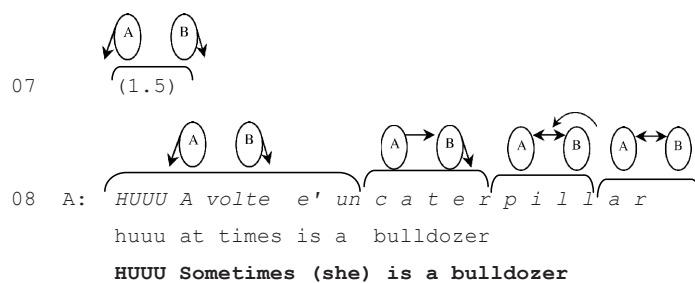 A B
07 (1.5)
A B A B A B A B
08 A: HUUU A volte e' un c a t e r p i l l a r
huuu at times is a bulldozer
HUUU Sometimes (she) is a bulldozer